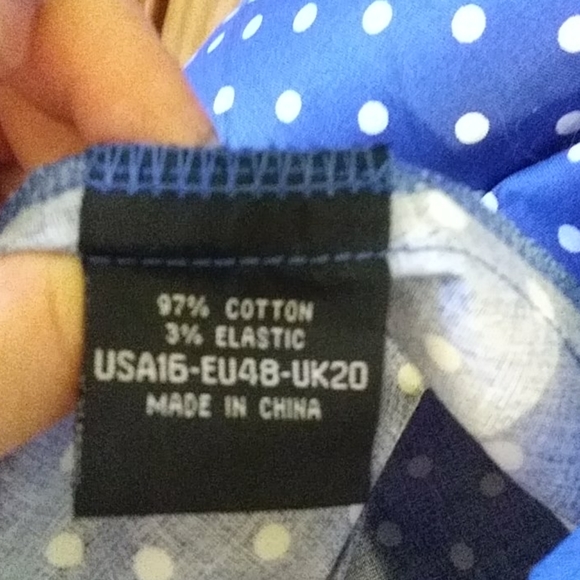 97% COTTON
3% ELASTIC
USA16-EU48-UK20
MADE IN CHINA